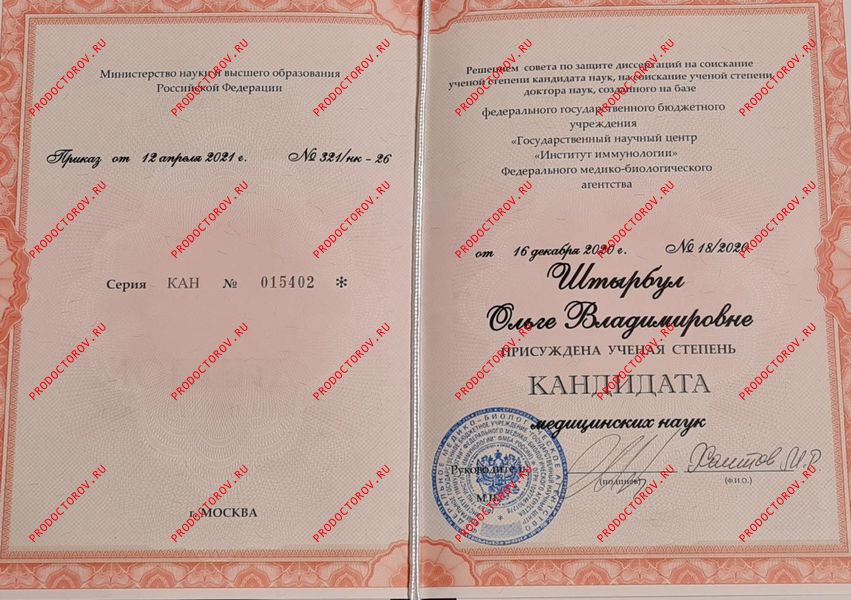 Министерство науки и высшего образования
Российской Федерации
Приказ от 12 апреля 2021 г. № 321/нк - 26
Серия КАН № 015402 *
г. МОСКВА
Решением совета по защите диссертаций на соискание
ученой степени кандидата наук, на соискание ученой степени
доктора наук, созданного на базе
федерального государственного бюджетного
учреждения
«Государственный научный центр
«Институт иммунологии»
Федерального медико-биологического
агентства
от 16 декабря 2020 г. № 18/2020
Штырбул
Ольге Владимировне
ПРИСУЖДЕНА УЧЕНАЯ СТЕПЕНЬ
КАНДИДАТА
медицинских наук
Руководитель
(подпись)
Хаитов М.Р
(Ф.И.О.)
М.П.
PRODOCTOROV.RU